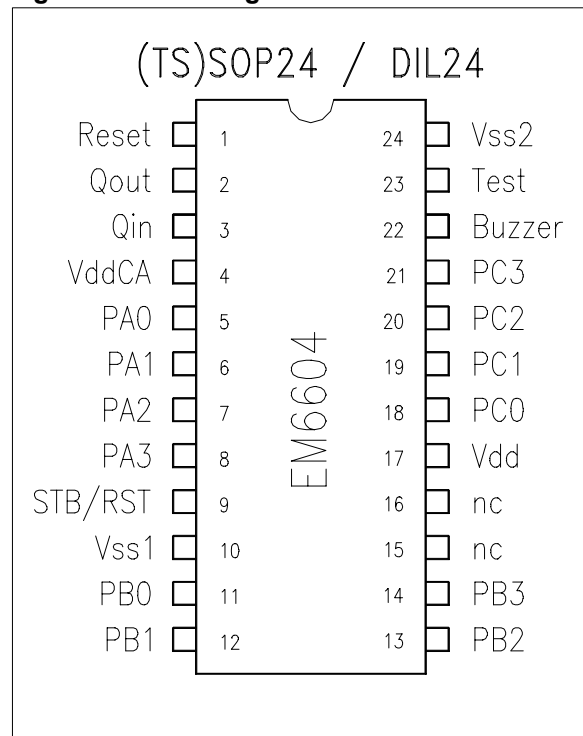 (TS)SOP24 / DIL24
Reset 1 24 Vss2
Qout 2 23 Test
Qin 3 22 Buzzer
VddCA 4 21 PC3
PA0 5 20 PC2
PA1 6 19 PC1
PA2 7 18 PC0
PA3 8 17 Vdd
STB/RST 9 16 nc
Vss1 10 15 nc
PB0 11 14 PB3
PB1 12 13 PB2
EM6604